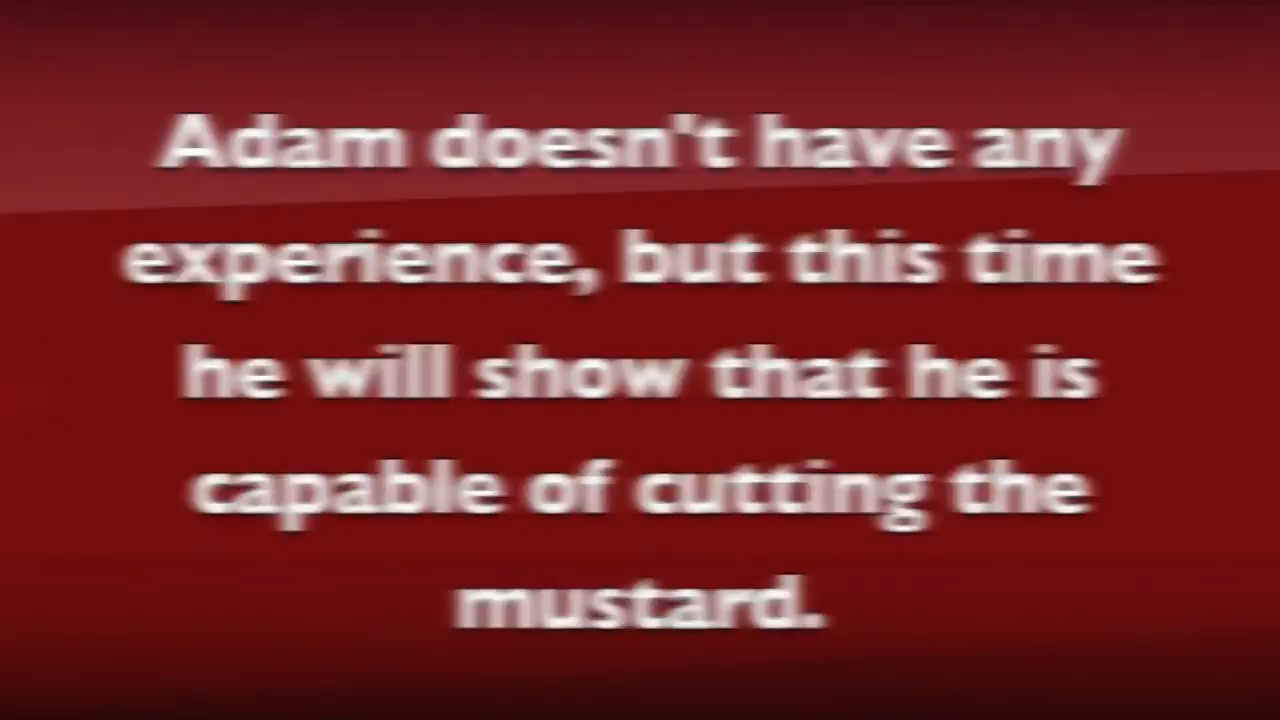 Adam doesn't have any
experience, but this time
he will show that he is
capable of cutting the
mustard.